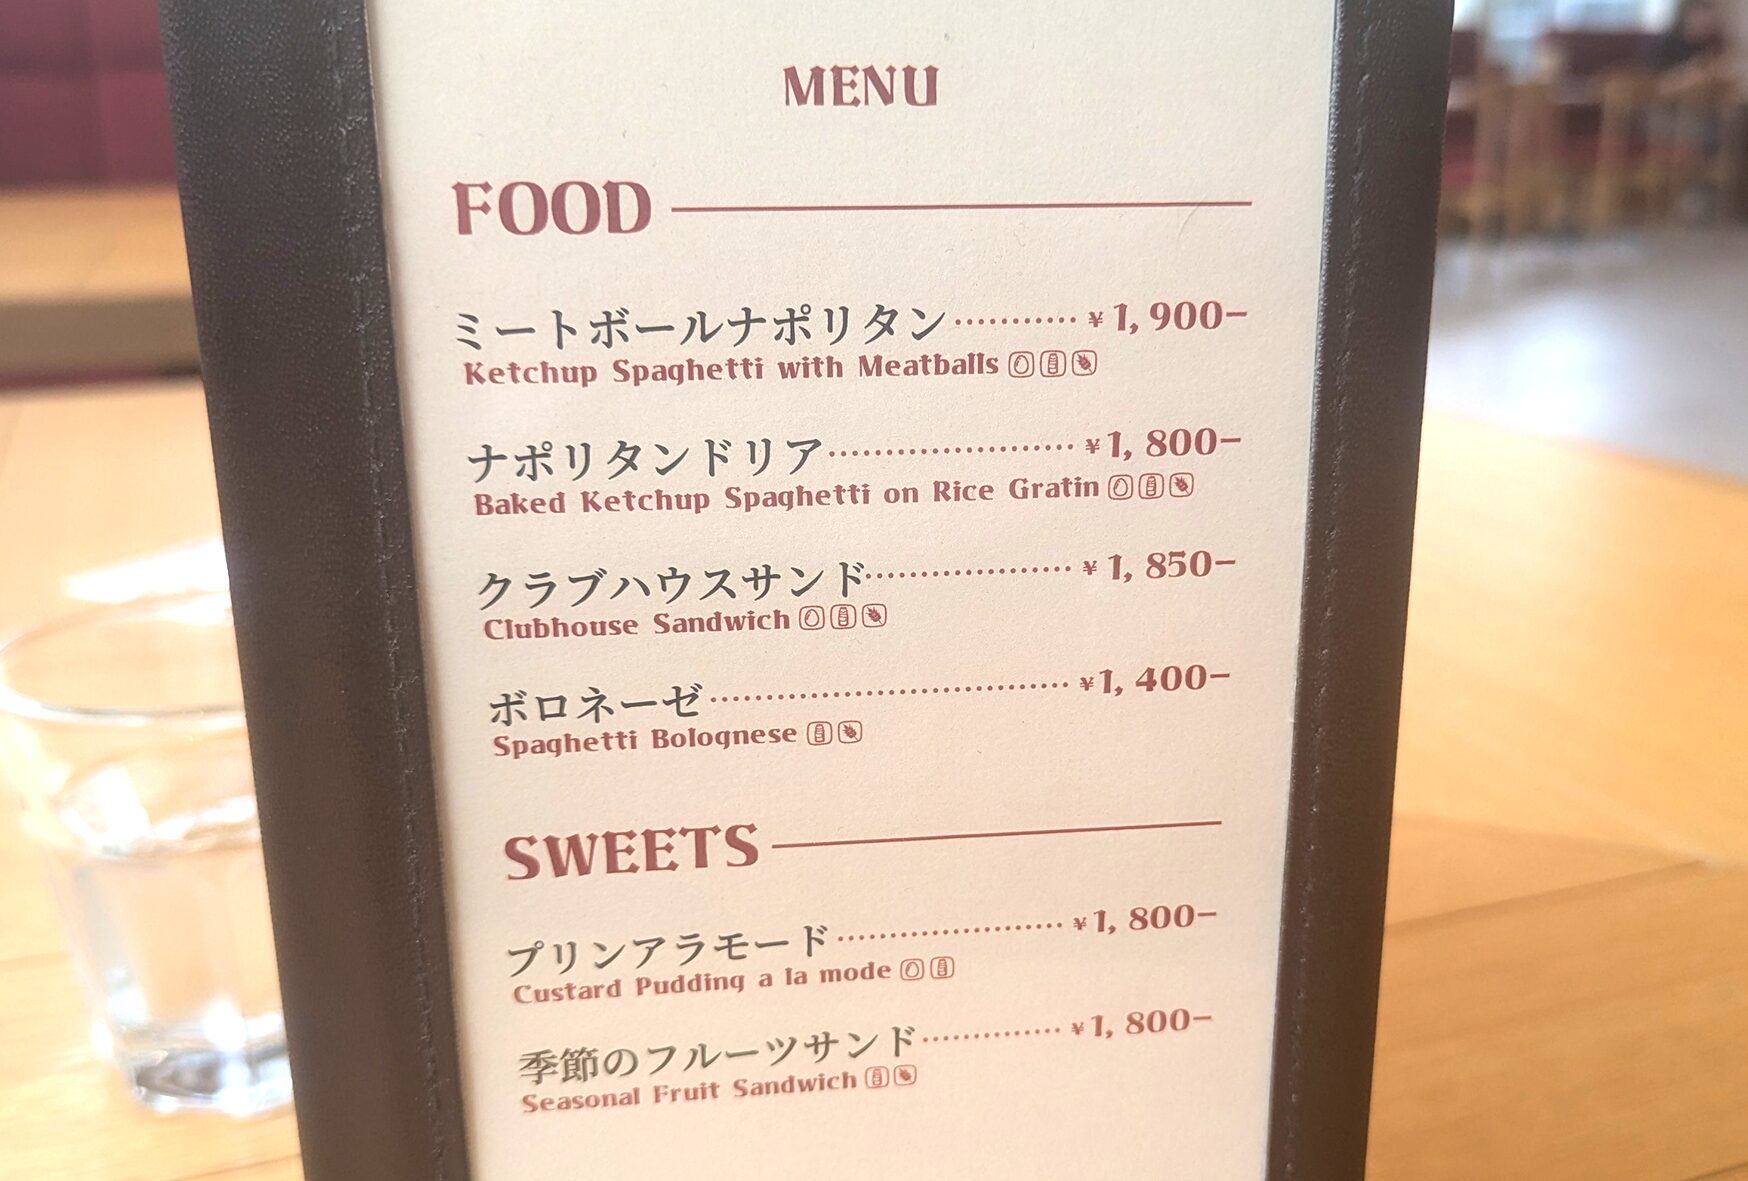 MENU
FOOD
ミートボールナポリタン ¥1,900-
Ketchup Spaghetti with Meatballs
ナポリタンドリア ¥1,800-
Baked Ketchup Spaghetti on Rice Gratin
クラブハウスサンド ¥1,850-
Clubhouse Sandwich
ボロネーゼ ¥1,400-
Spaghetti Bolognese
SWEETS
プリンアラモード ¥1,800-
Custard Pudding a la mode
季節のフルーツサンド ¥1,800-
Seasonal Fruit Sandwich